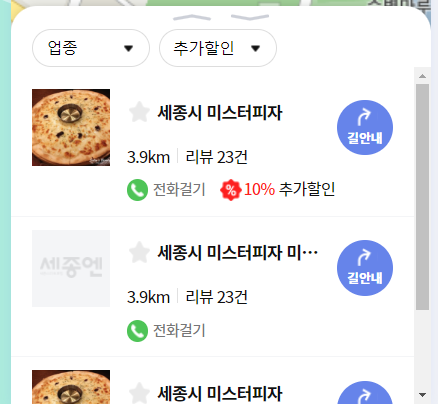 업종 추가할인
세종시 미스터피자
길안내
3.9km 리뷰 23건
전화걸기 % 10% 추가할인
세종엔
세종시 미스터피자 미…
길안내
3.9km 리뷰 23건
전화걸기
세종시 미스터피자
길안내